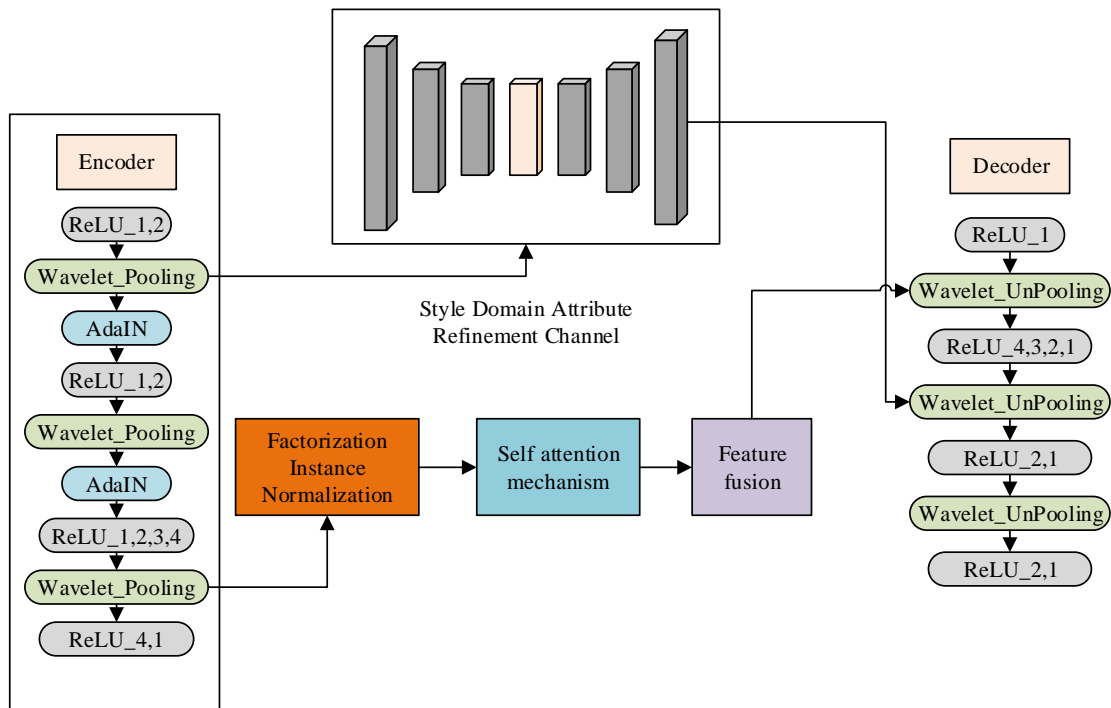 Encoder
ReLU_1,2
Wavelet_Pooling
AdaIN
ReLU_1,2
Wavelet_Pooling
AdaIN
ReLU_1,2,3,4
Wavelet_Pooling
ReLU_4,1
Style Domain Attribute
Refinement Channel
Factorization
Instance
Normalization
Self attention
mechanism
Feature
fusion
Decoder
ReLU_1
Wavelet_UnPooling
ReLU_4,3,2,1
Wavelet_UnPooling
ReLU_2,1
Wavelet_UnPooling
ReLU_2,1